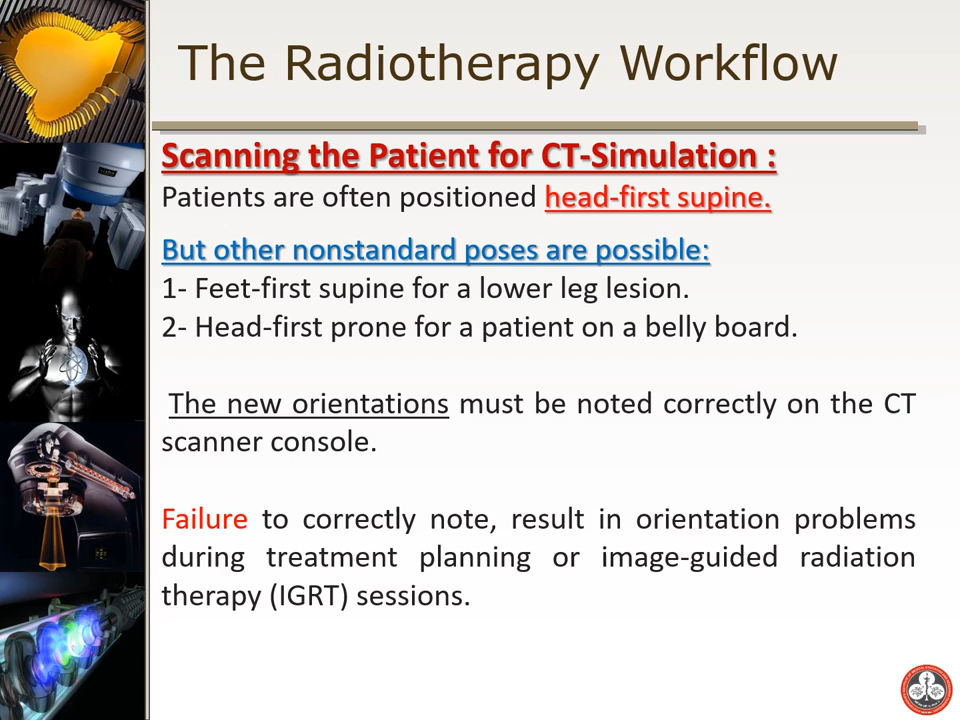 The Radiotherapy Workflow
Scanning the Patient for CT-Simulation :
Patients are often positioned head-first supine.
But other nonstandard poses are possible:
1- Feet-first supine for a lower leg lesion.
2- Head-first prone for a patient on a belly board.
The new orientations must be noted correctly on the CT
scanner console.
Failure to correctly note, result in orientation problems
during treatment planning or image-guided radiation
therapy (IGRT) sessions.